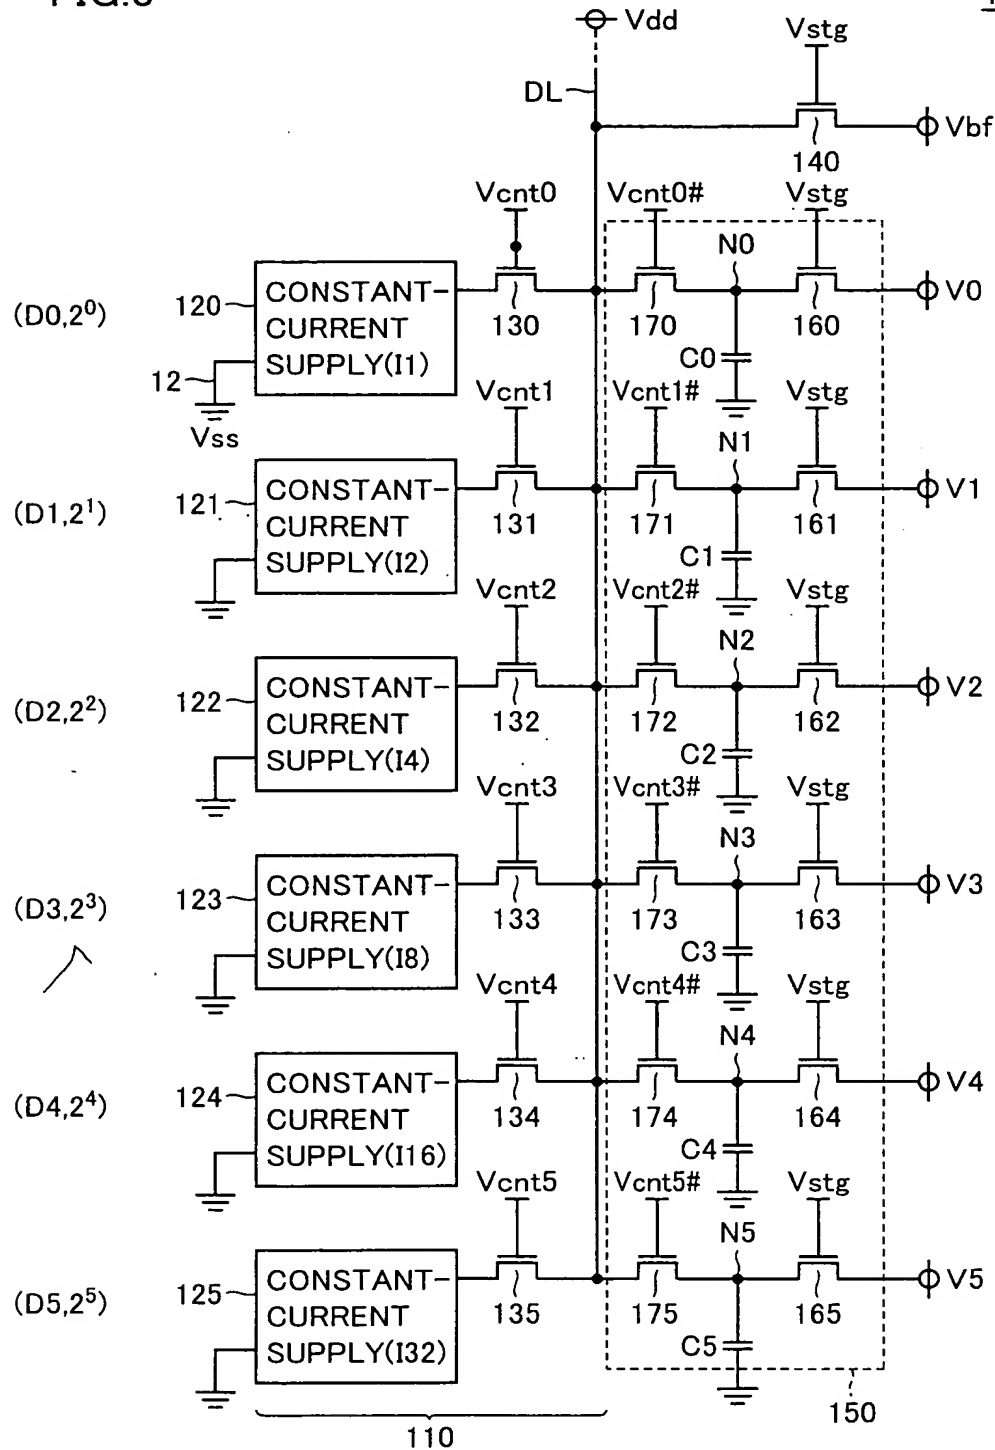 Vdd
Vstg
DL
Vbf
140
Vcnt0
Vcnt0#
Vstg
N0
(D0,2⁰)
120
CONSTANT-
CURRENT
SUPPLY(I1)
130
170
160
V0
C0
12
Vss
Vcnt1
Vcnt1#
Vstg
N1
(D1,2¹)
121
CONSTANT-
CURRENT
SUPPLY(I2)
131
171
161
V1
C1
Vcnt2
Vcnt2#
Vstg
N2
(D2,2²)
122
CONSTANT-
CURRENT
SUPPLY(I4)
132
172
162
V2
C2
Vcnt3
Vcnt3#
Vstg
N3
(D3,2³)
123
CONSTANT-
CURRENT
SUPPLY(I8)
133
173
163
V3
C3
Vcnt4
Vcnt4#
Vstg
N4
(D4,2⁴)
124
CONSTANT-
CURRENT
SUPPLY(I16)
134
174
164
V4
C4
Vcnt5
Vcnt5#
Vstg
N5
(D5,2⁵)
125
CONSTANT-
CURRENT
SUPPLY(I32)
135
175
165
V5
C5
110
150